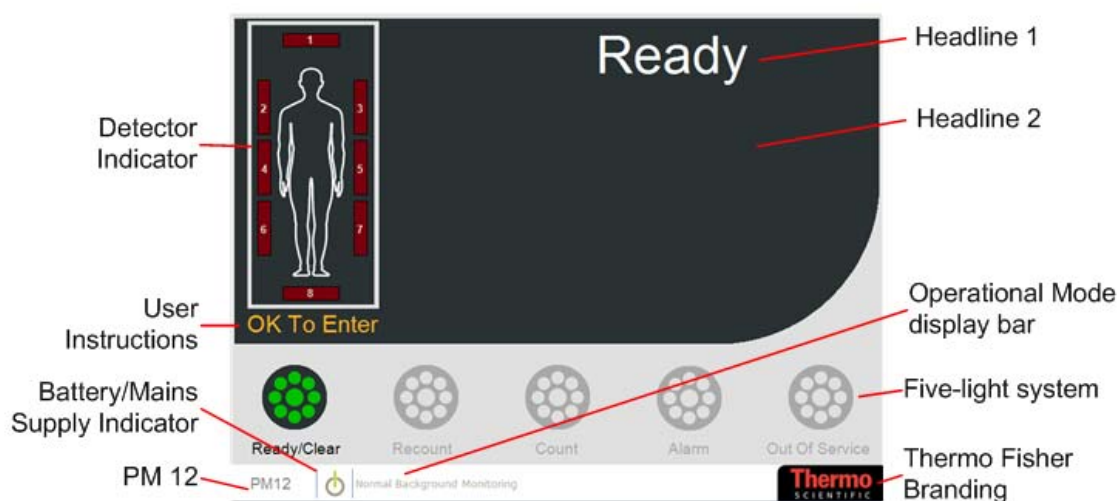 Ready
Headline 1
Headline 2
Detector
Indicator
1
2
3
4
5
6
7
8
User
Instructions
OK To Enter
Operational Mode
display bar
Battery/Mains
Supply Indicator
Five-light system
Ready/Clear
Recount
Count
Alarm
Out Of Service
PM 12
PM12
Normal Background Monitoring
Thermo
SCIENTIFIC
Thermo Fisher
Branding